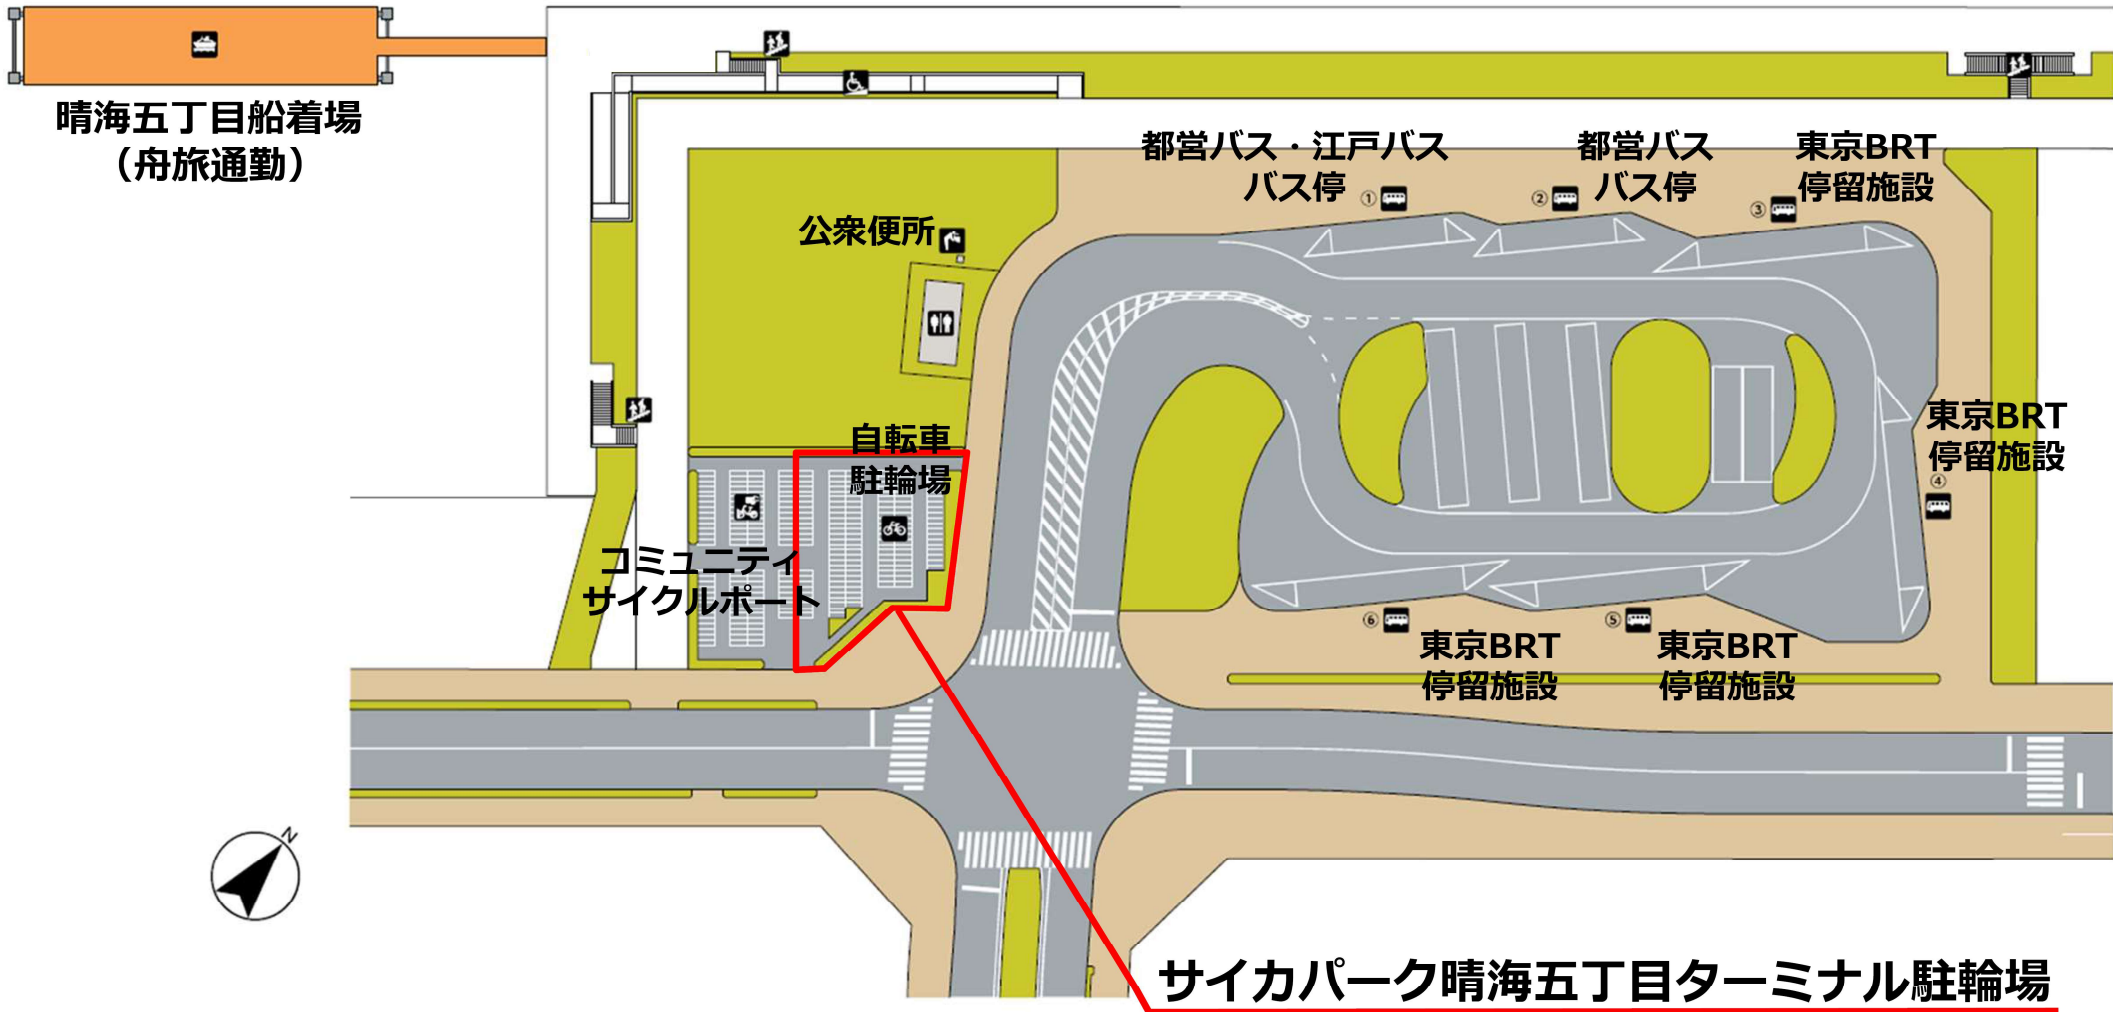 晴海五丁目船着場
（舟旅通勤）
都営バス・江戸バス
バス停
①
都営バス
バス停
②
東京BRT
停留施設
③
公衆便所
東京BRT
停留施設
④
自転車
駐輪場
コミュニティ
サイクルポート
⑥
東京BRT
停留施設
⑤
東京BRT
停留施設
N
サイカパーク晴海五丁目ターミナル駐輪場